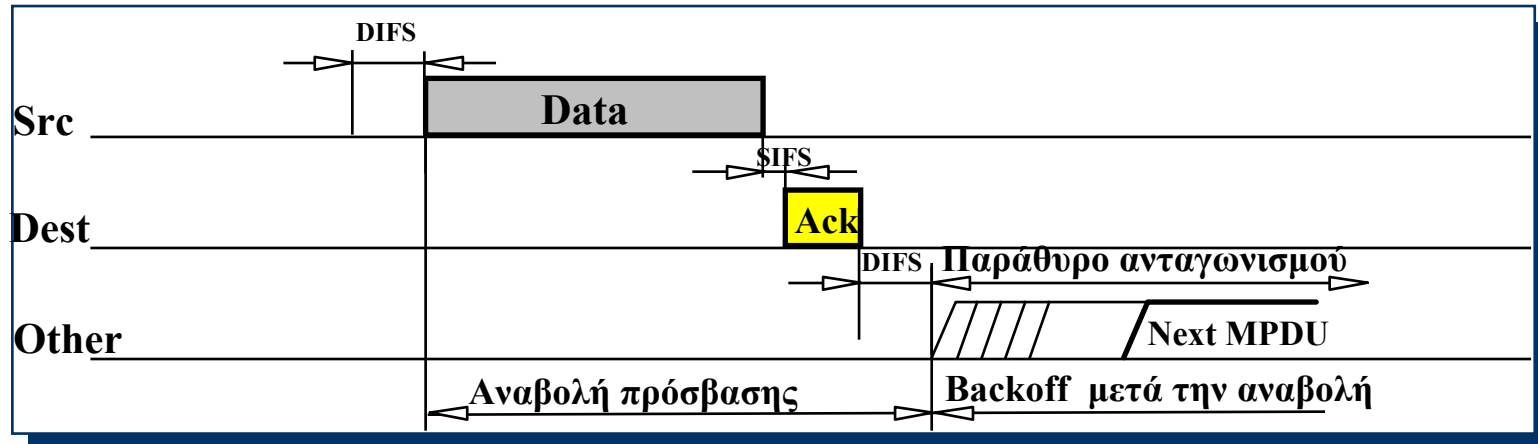 DIFS
Src
Data
SIFS
Dest
Ack
DIFS
Παράθυρο ανταγωνισμού
Other
Next MPDU
Αναβολή πρόσβασης
Backoff μετά την αναβολή